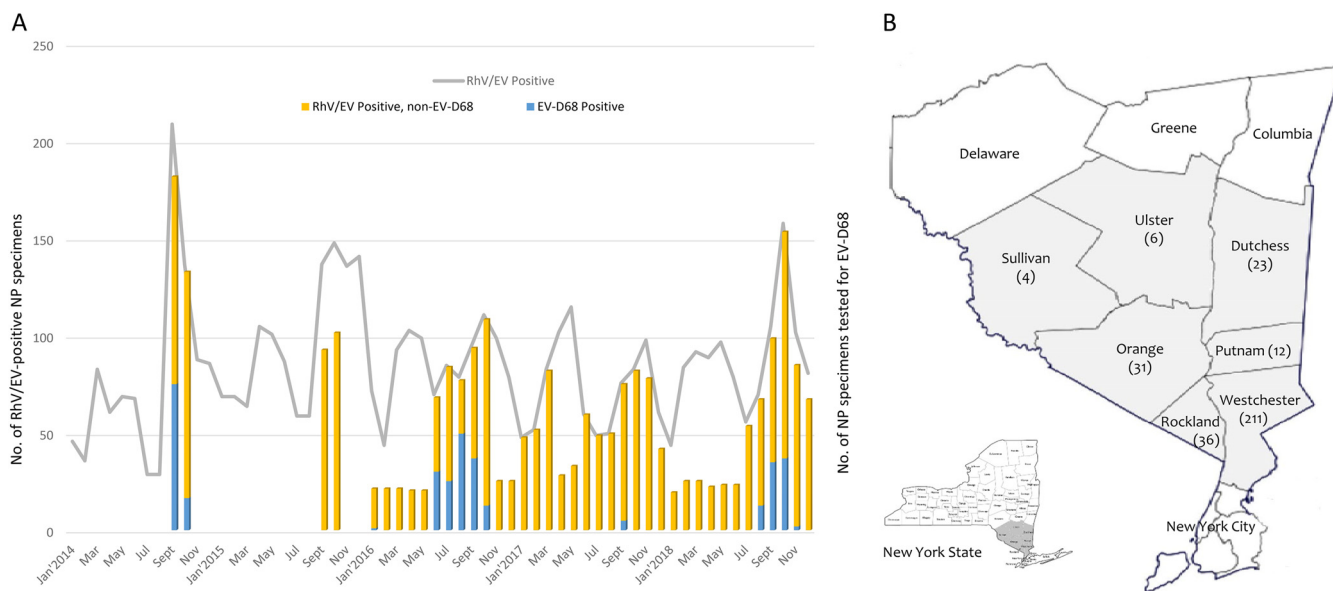 A
250
200
150
100
50
0
No. of RhV/EV-positive NP specimens
RhV/EV Positive
RhV/EV Positive, non-EV-D68
EV-D68 Positive
No. of NP specimens tested for EV-D68
Jan'2014
Mar
May
Jul
Sept
Nov
Jan'2015
Mar
May
Jul
Sept
Nov
Jan'2016
Mar
May
Jul
Sept
Nov
Jan'2017
Mar
May
Jul
Sept
Nov
Jan'2018
Mar
May
Jul
Sept
Nov
B
Delaware
Greene
Columbia
Ulster
(6)
Sullivan
(4)
Dutchess
(23)
Orange
(31)
Putnam (12)
Westchester
(211)
Rockland
(36)
New York City
New York State